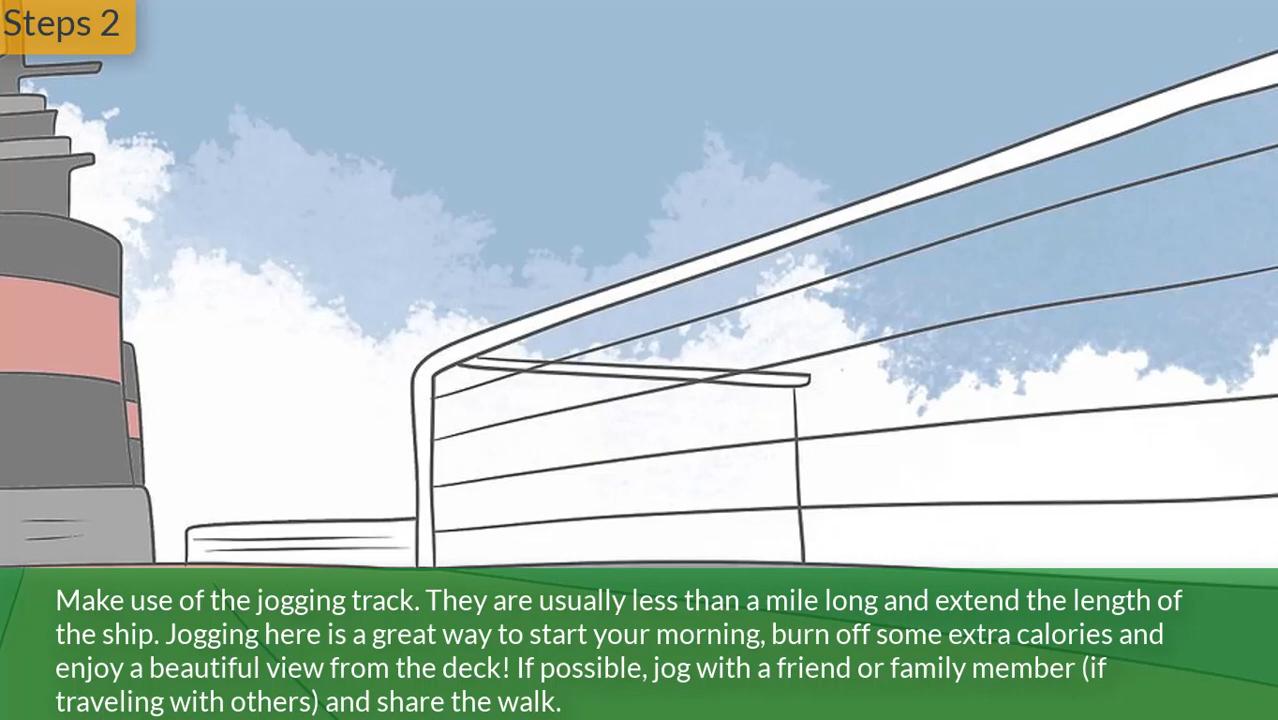 Steps 2
Make use of the jogging track. They are usually less than a mile long and extend the length of
the ship. Jogging here is a great way to start your morning, burn off some extra calories and
enjoy a beautiful view from the deck! If possible, jog with a friend or family member (if
traveling with others) and share the walk.